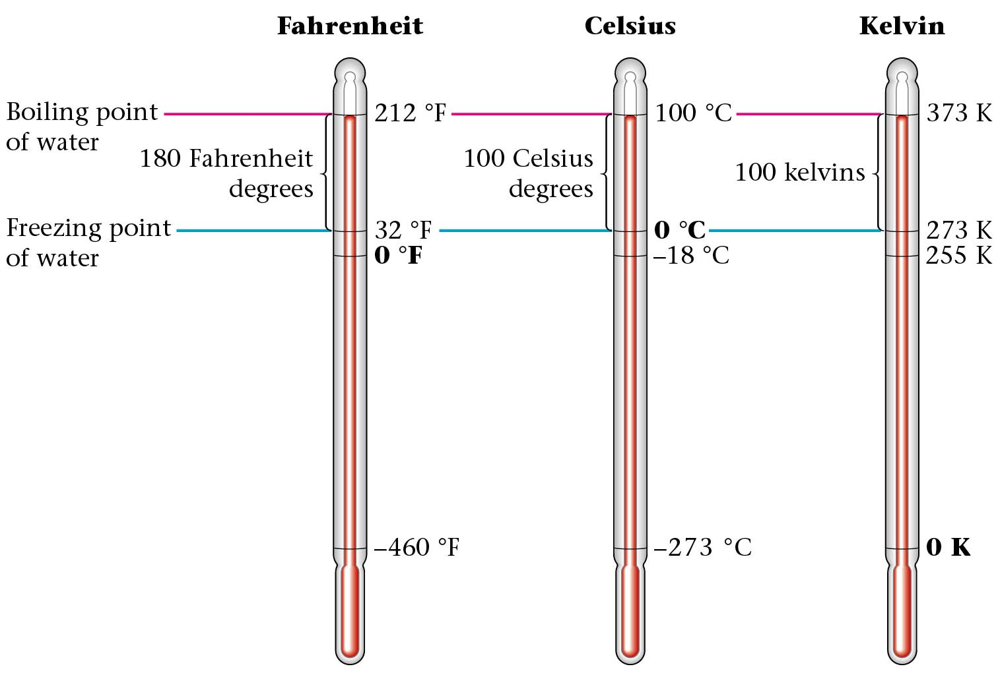 Fahrenheit
Celsius
Kelvin
Boiling point
of water
212 °F
100 °C
373 K
180 Fahrenheit
degrees
100 Celsius
degrees
100 kelvins
Freezing point
of water
32 °F
0 °C
273 K
0 °F
–18 °C
255 K
–460 °F
–273 °C
0 K